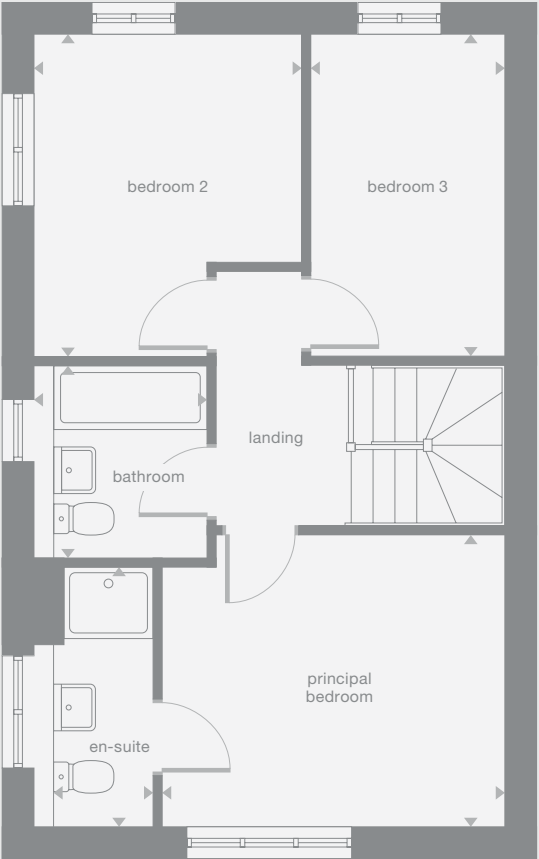 bedroom 2
bedroom 3
landing
bathroom
principal
bedroom
en-suite